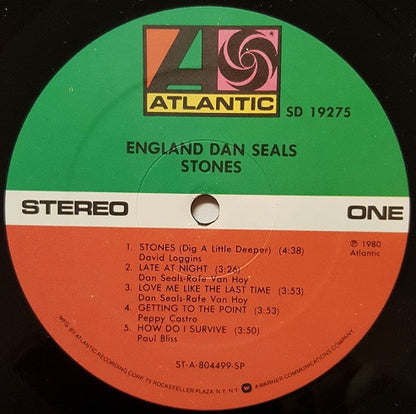 ATLANTIC
SD 19275
ENGLAND DAN SEALS
STONES
STEREO
ONE
℗ 1980
Atlantic
1. STONES (Dig A Little Deeper) (4:38)
David Loggins
2. LATE AT NIGHT (3:26)
Dan Seals-Rafe Van Hoy
3. LOVE ME LIKE THE LAST TIME (3:53)
Dan Seals-Rafe Van Hoy
4. GETTING TO THE POINT (3:53)
Peppy Castro
5. HOW DO I SURVIVE (3:50)
Paul Bliss
ST-A-804499-SP
MFG. BY ATLANTIC RECORDING CORP. 75 ROCKEFELLER PLAZA, N.Y., N.Y. A WARNER COMMUNICATIONS COMPANY